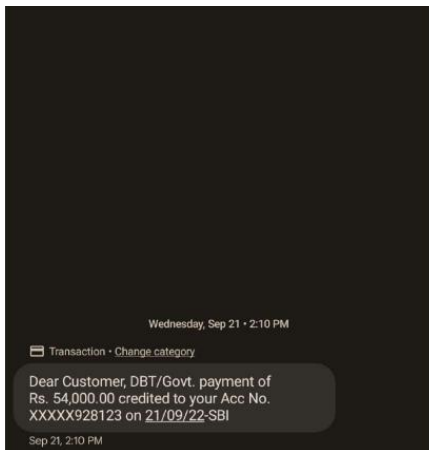 Wednesday, Sep 21 • 2:10 PM
Transaction • Change category
Dear Customer, DBT/Govt. payment of
Rs. 54,000.00 credited to your Acc No.
XXXXX928123 on 21/09/22-SBI
Sep 21, 2:10 PM